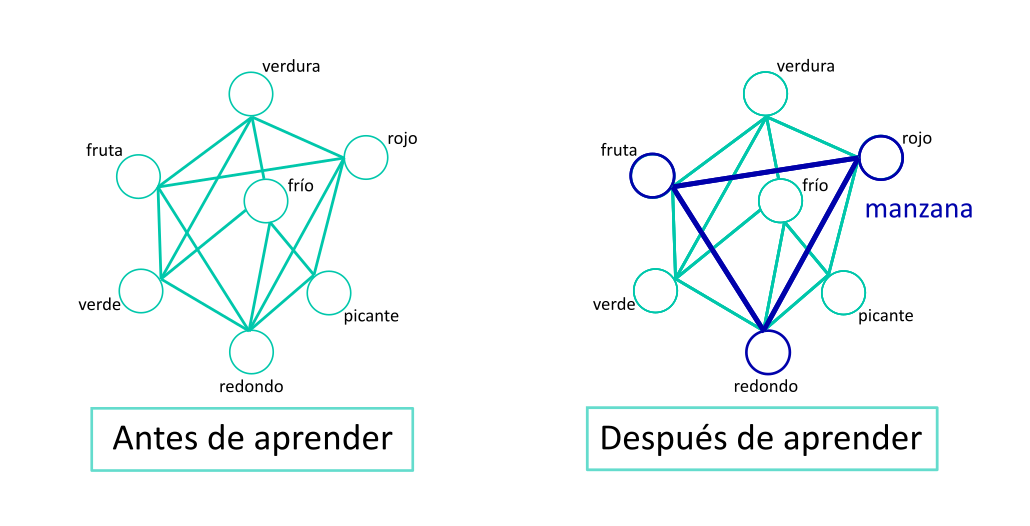 verdura
rojo
fruta
frío
verde
picante
redondo
Antes de aprender
verdura
rojo
fruta
frío
manzana
verde
picante
redondo
Después de aprender